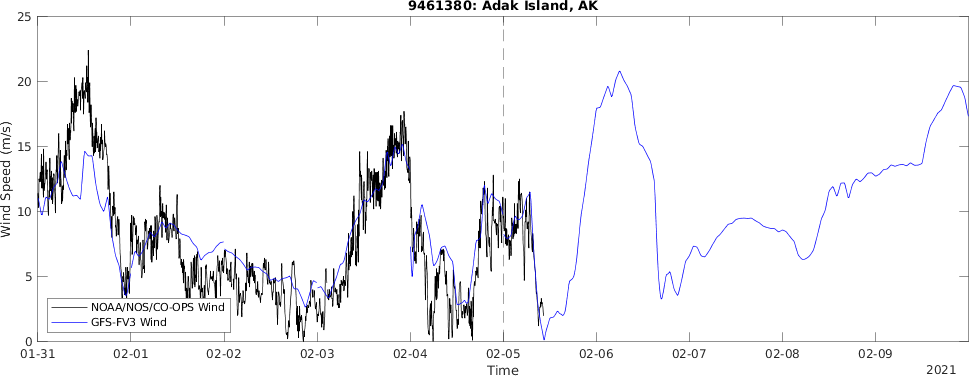 9461380: Adak Island, AK
25
20
15
10
5
0
Wind Speed (m/s)
NOAA/NOS/CO-OPS Wind
GFS-FV3 Wind
01-31 02-01 02-02 02-03 02-04 02-05 02-06 02-07 02-08 02-09
Time
2021